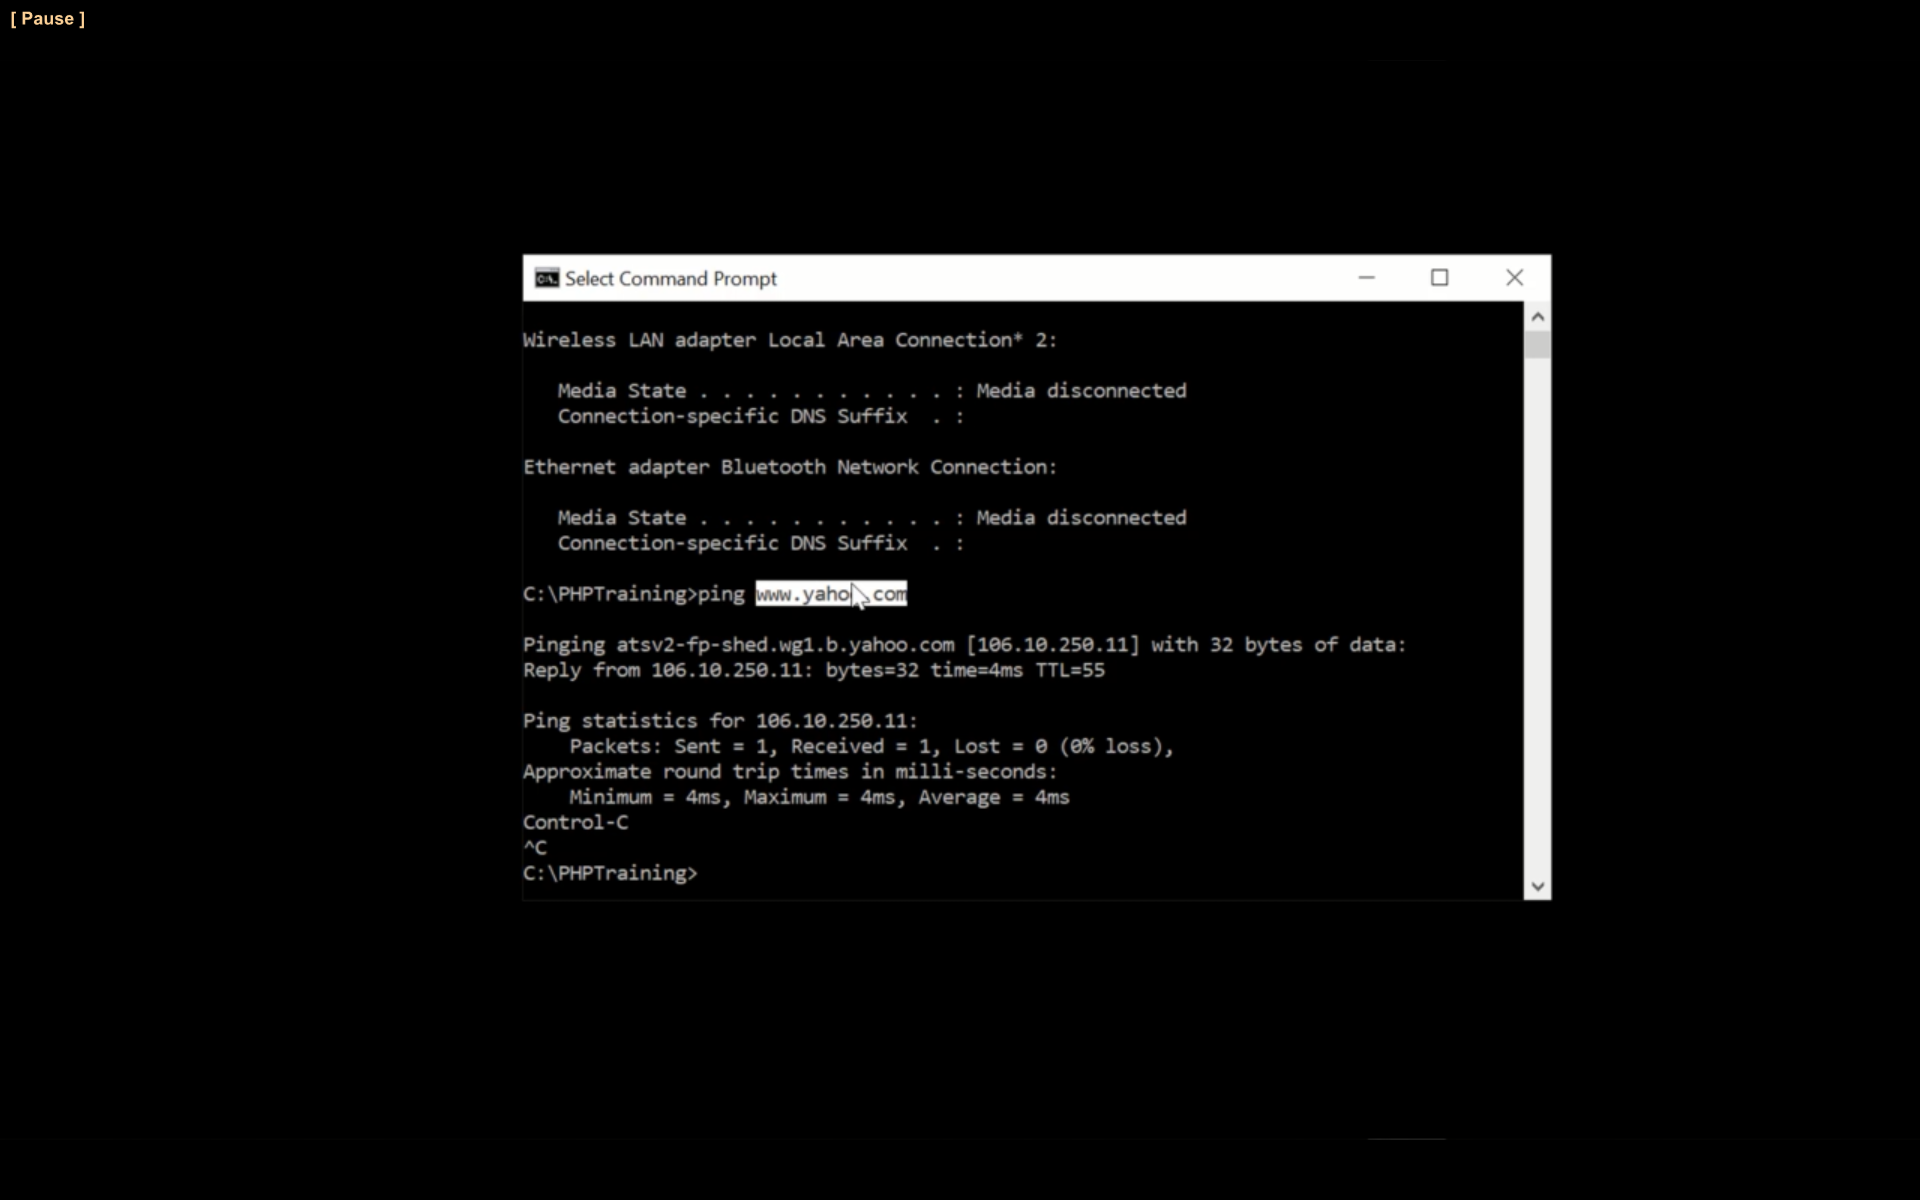 [ Pause ]
Select Command Prompt
Wireless LAN adapter Local Area Connection* 2:
Media State . . . . . . . . . . . : Media disconnected
Connection-specific DNS Suffix  . :
Ethernet adapter Bluetooth Network Connection:
Media State . . . . . . . . . . . : Media disconnected
Connection-specific DNS Suffix  . :
C:\PHPTraining>ping www.yahoo.com
Pinging atsv2-fp-shed.wg1.b.yahoo.com [106.10.250.11] with 32 bytes of data:
Reply from 106.10.250.11: bytes=32 time=4ms TTL=55
Ping statistics for 106.10.250.11:
Packets: Sent = 1, Received = 1, Lost = 0 (0% loss),
Approximate round trip times in milli-seconds:
Minimum = 4ms, Maximum = 4ms, Average = 4ms
Control-C
^C
C:\PHPTraining>